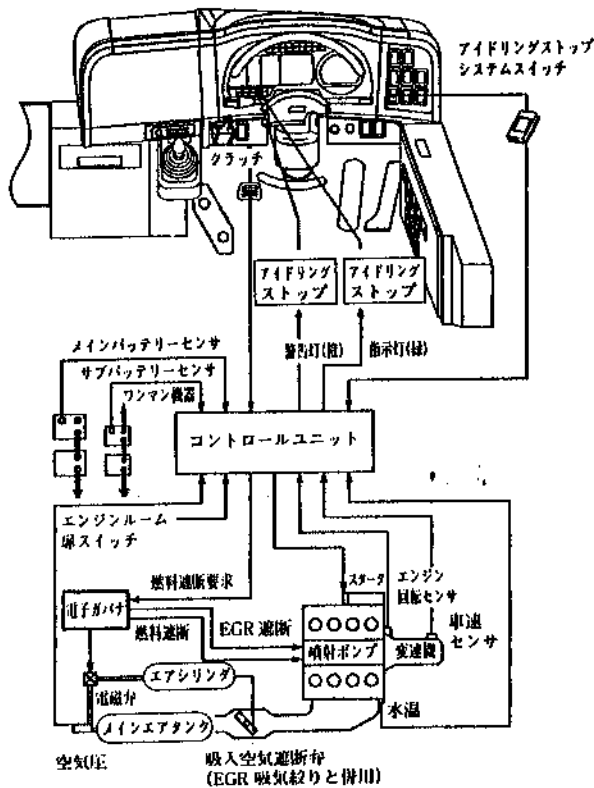 アイドリングストップ
システムスイッチ
クラッチ
アイドリング
ストップ
アイドリング
ストップ
警告灯(橙)
指示灯(緑)
メインバッテリーセンサ
サブバッテリーセンサ
ワンマン機器
コントロールユニット
エンジンルーム
扉スイッチ
燃料遮断要求
スタータ
エンジン
回転センサ
電子ガバナ
燃料遮断
EGR遮断
噴射ポンプ
変速機
車速
センサ
エアシリンダ
電磁弁
メインエアタンク
水温
空気圧
吸入空気遮断弁
(EGR吸気絞りと併用)